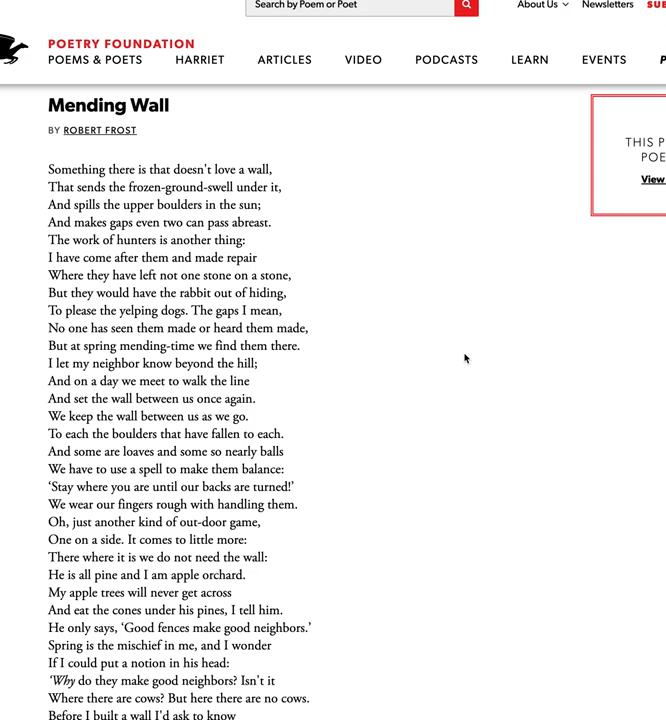 Search by Poem or Poet
About Us
Newsletters
POETRY FOUNDATION
POEMS & POETS
HARRIET
ARTICLES
VIDEO
PODCASTS
LEARN
EVENTS
Mending Wall
BY ROBERT FROST
THIS
View
Something there is that doesn't love a wall,
That sends the frozen-ground-swell under it,
And spills the upper boulders in the sun;
And makes gaps even two can pass abreast.
The work of hunters is another thing:
I have come after them and made repair
Where they have left not one stone on a stone,
But they would have the rabbit out of hiding,
To please the yelping dogs. The gaps I mean,
No one has seen them made or heard them made,
But at spring mending-time we find them there.
I let my neighbor know beyond the hill;
And on a day we meet to walk the line
And set the wall between us once again.
We keep the wall between us as we go.
To each the boulders that have fallen to each.
And some are loaves and some so nearly balls
We have to use a spell to make them balance:
‘Stay where you are until our backs are turned!’
We wear our fingers rough with handling them.
Oh, just another kind of out-door game,
One on a side. It comes to little more:
There where it is we do not need the wall:
He is all pine and I am apple orchard.
My apple trees will never get across
And eat the cones under his pines, I tell him.
He only says, ‘Good fences make good neighbors.’
Spring is the mischief in me, and I wonder
If I could put a notion in his head:
‘Why do they make good neighbors? Isn't it
Where there are cows? But here there are no cows.
Before I built a wall I'd ask to know